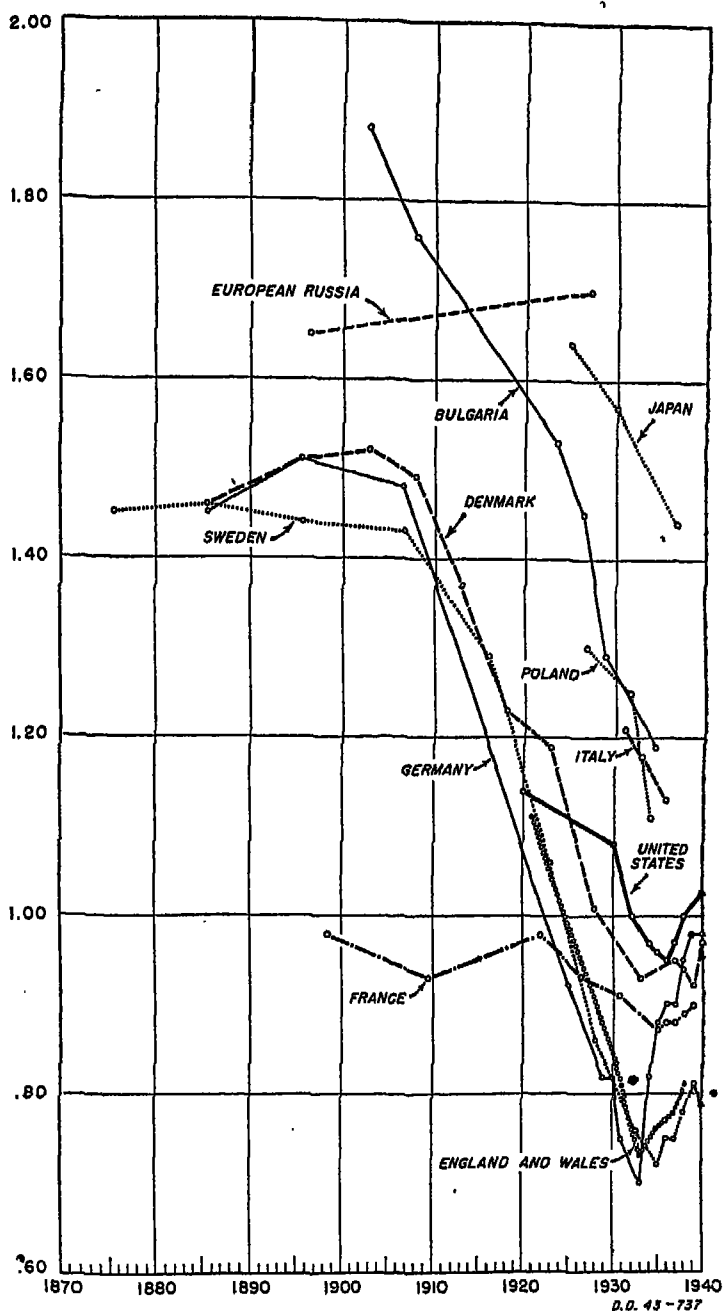 2.00
1.80
EUROPEAN RUSSIA
1.60
BULGARIA
JAPAN
DENMARK
SWEDEN
1.40
POLAND
1.20
GERMANY
ITALY
UNITED
STATES
1.00
FRANCE
.80
ENGLAND AND WALES
.60
1870 1880 1890 1900 1910 1920 1930 1940
D.D. 43-737